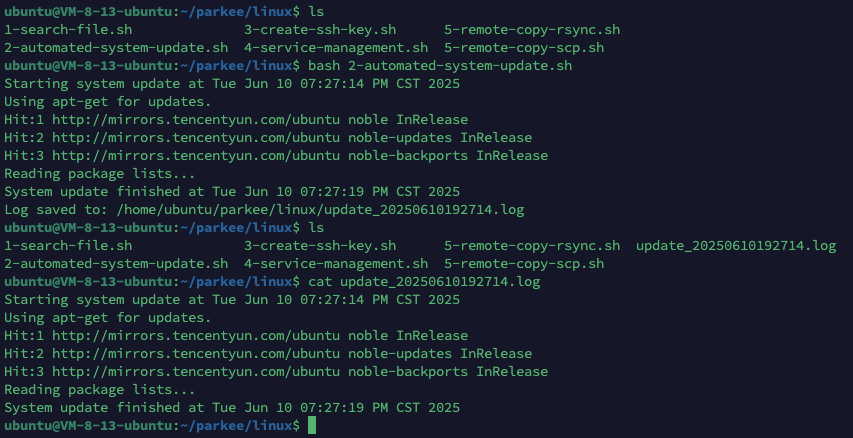 ubuntu@VM-8-13-ubuntu:~/parkee/linux$ ls
1-search-file.sh              3-create-ssh-key.sh      5-remote-copy-rsync.sh
2-automated-system-update.sh  4-service-management.sh  5-remote-copy-scp.sh
ubuntu@VM-8-13-ubuntu:~/parkee/linux$ bash 2-automated-system-update.sh
Starting system update at Tue Jun 10 07:27:14 PM CST 2025
Using apt-get for updates.
Hit:1 http://mirrors.tencentyun.com/ubuntu noble InRelease
Hit:2 http://mirrors.tencentyun.com/ubuntu noble-updates InRelease
Hit:3 http://mirrors.tencentyun.com/ubuntu noble-backports InRelease
Reading package lists...
System update finished at Tue Jun 10 07:27:19 PM CST 2025
Log saved to: /home/ubuntu/parkee/linux/update_20250610192714.log
ubuntu@VM-8-13-ubuntu:~/parkee/linux$ ls
1-search-file.sh              3-create-ssh-key.sh      5-remote-copy-rsync.sh  update_20250610192714.log
2-automated-system-update.sh  4-service-management.sh  5-remote-copy-scp.sh
ubuntu@VM-8-13-ubuntu:~/parkee/linux$ cat update_20250610192714.log
Starting system update at Tue Jun 10 07:27:14 PM CST 2025
Using apt-get for updates.
Hit:1 http://mirrors.tencentyun.com/ubuntu noble InRelease
Hit:2 http://mirrors.tencentyun.com/ubuntu noble-updates InRelease
Hit:3 http://mirrors.tencentyun.com/ubuntu noble-backports InRelease
Reading package lists...
System update finished at Tue Jun 10 07:27:19 PM CST 2025
ubuntu@VM-8-13-ubuntu:~/parkee/linux$